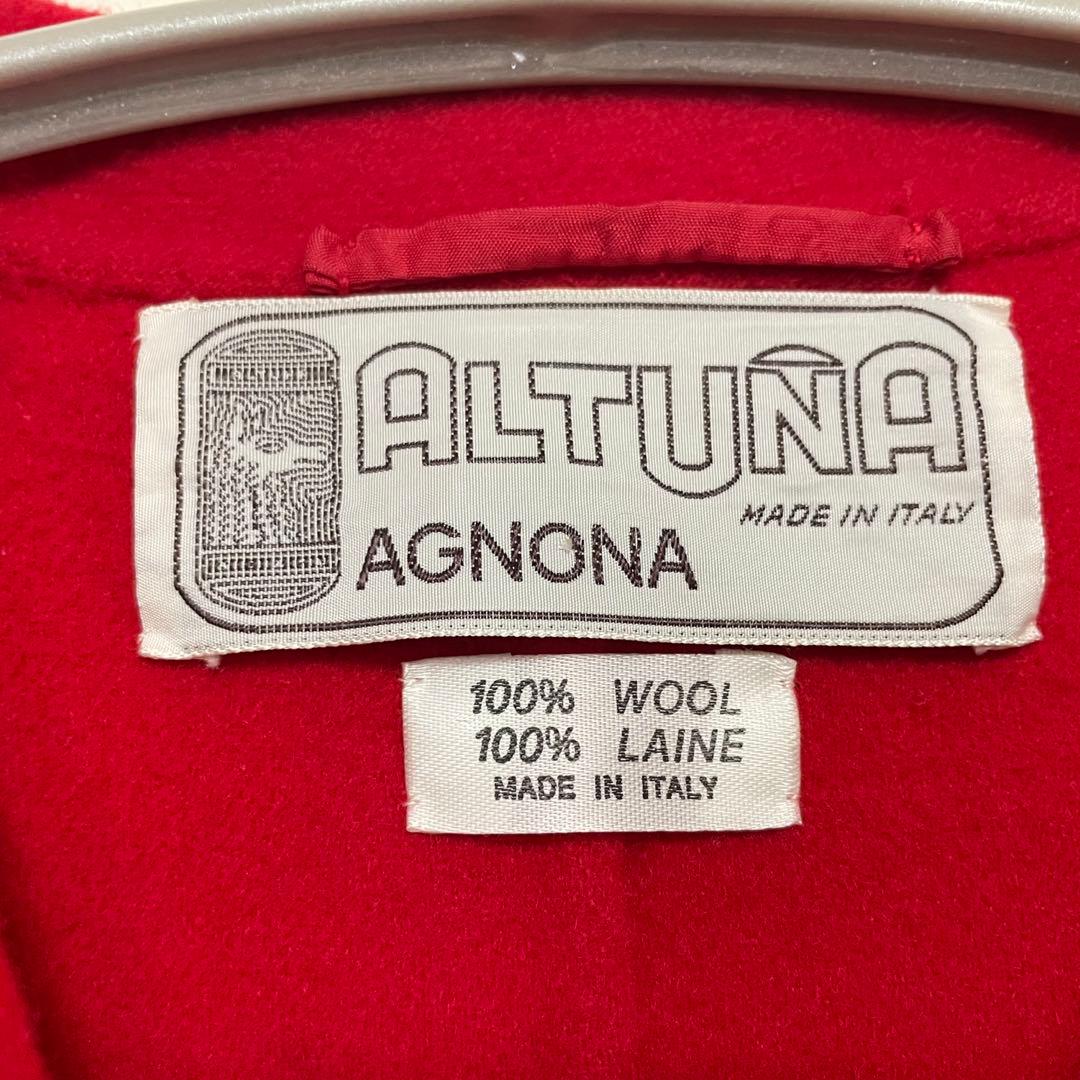 ALTUÑA
MADE IN ITALY
AGNONA
100% WOOL
100% LAINE
MADE IN ITALY